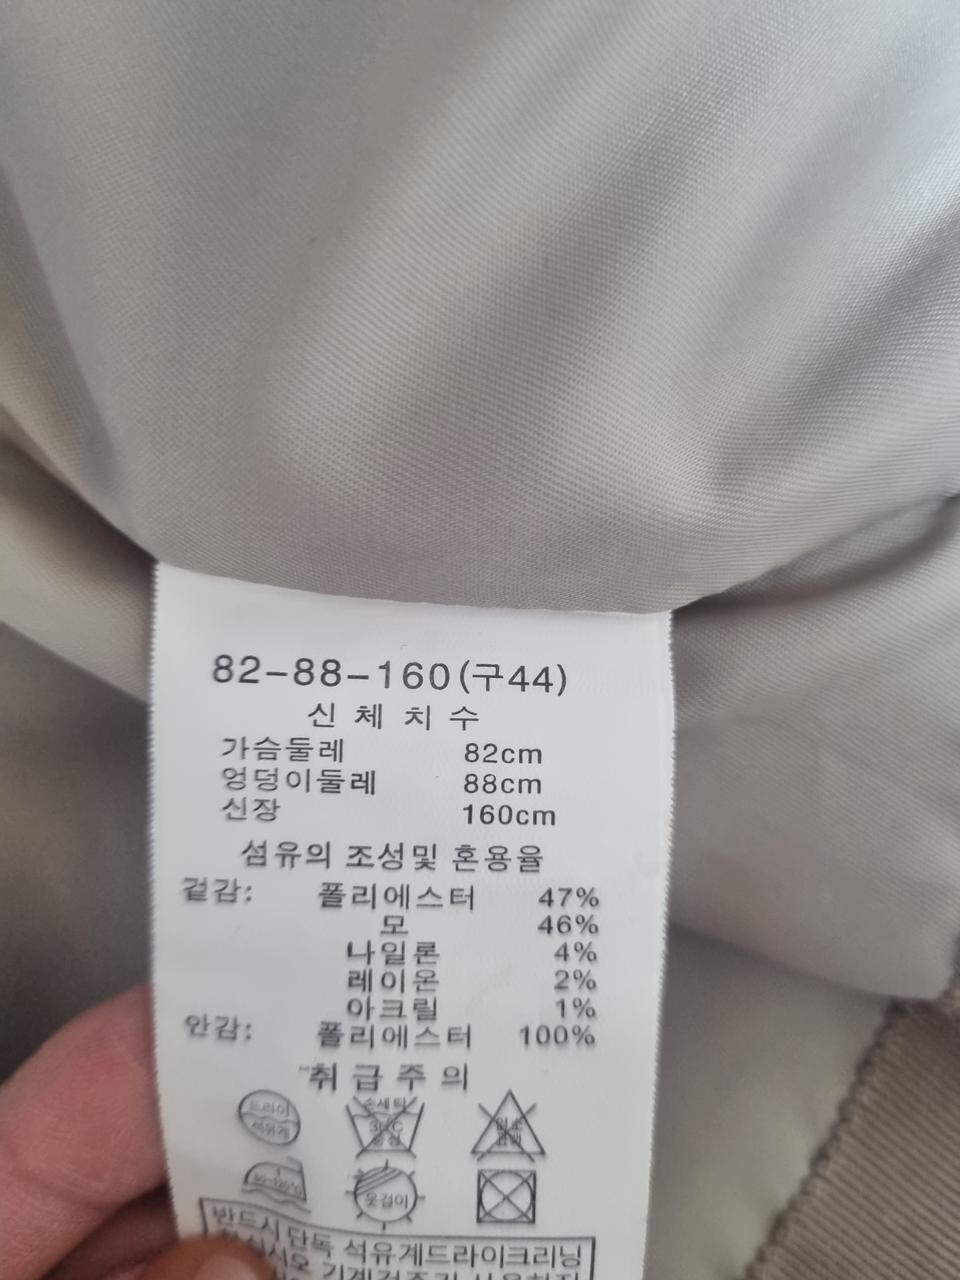 82-88-160(구44)
신 체 치 수
가슴둘레 82cm
엉덩이둘레 88cm
신장 160cm
섬유의 조성및 혼용율
겉감: 폴리에스터 47%
모 46%
나일론 4%
레이온 2%
아크릴 1%
안감: 폴리에스터 100%
취 급 주 의
드라이
석유계
손세탁
30℃
중성
옷걸이
반드시 단독 석유계드라이크리닝